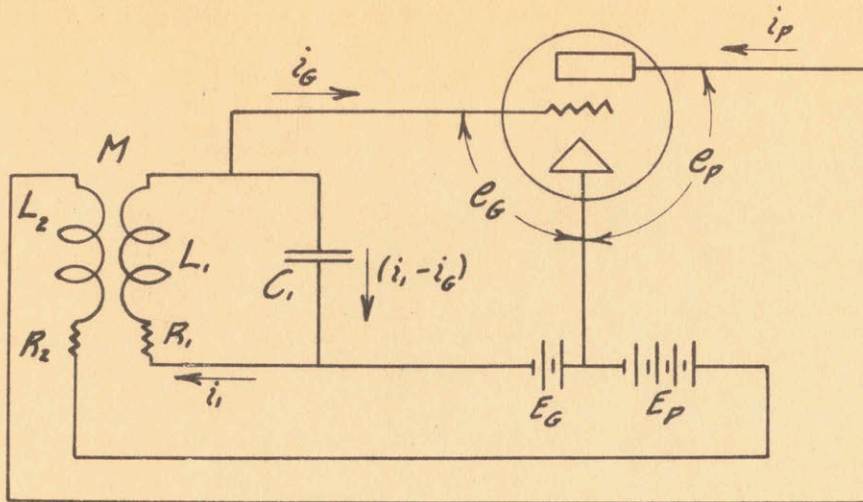 i_P
i_G
M
e_G
e_P
L_2
L_1
C_1
(i_1 - i_G)
R_2
R_1
i_1
E_G
E_P